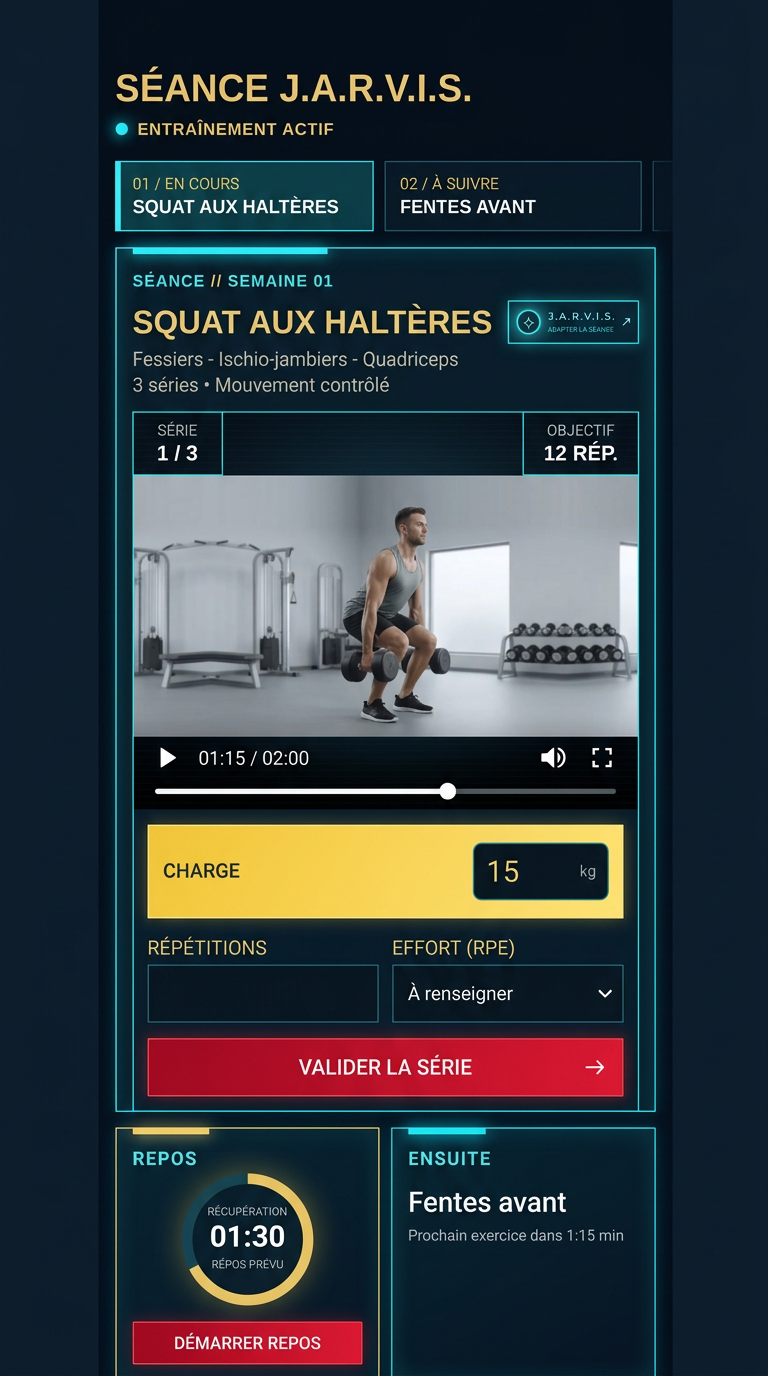 SÉANCE J.A.R.V.I.S.
ENTRAÎNEMENT ACTIF
01 / EN COURS
SQUAT AUX HALTÈRES
02 / À SUIVRE
FENTES AVANT
SÉANCE // SEMAINE 01
SQUAT AUX HALTÈRES
J.A.R.V.I.S.
ADAPTER LA SÉANEE
Fessiers - Ischio-jambiers - Quadriceps
3 séries • Mouvement contrôlé
SÉRIE
1 / 3
OBJECTIF
12 RÉP.
01:15 / 02:00
CHARGE
15
kg
RÉPÉTITIONS
EFFORT (RPE)
À renseigner
VALIDER LA SÉRIE
REPOS
RÉCUPÉRATION
01:30
RÉPOS PRÉVU
DÉMARRER REPOS
ENSUITE
Fentes avant
Prochain exercice dans 1:15 min